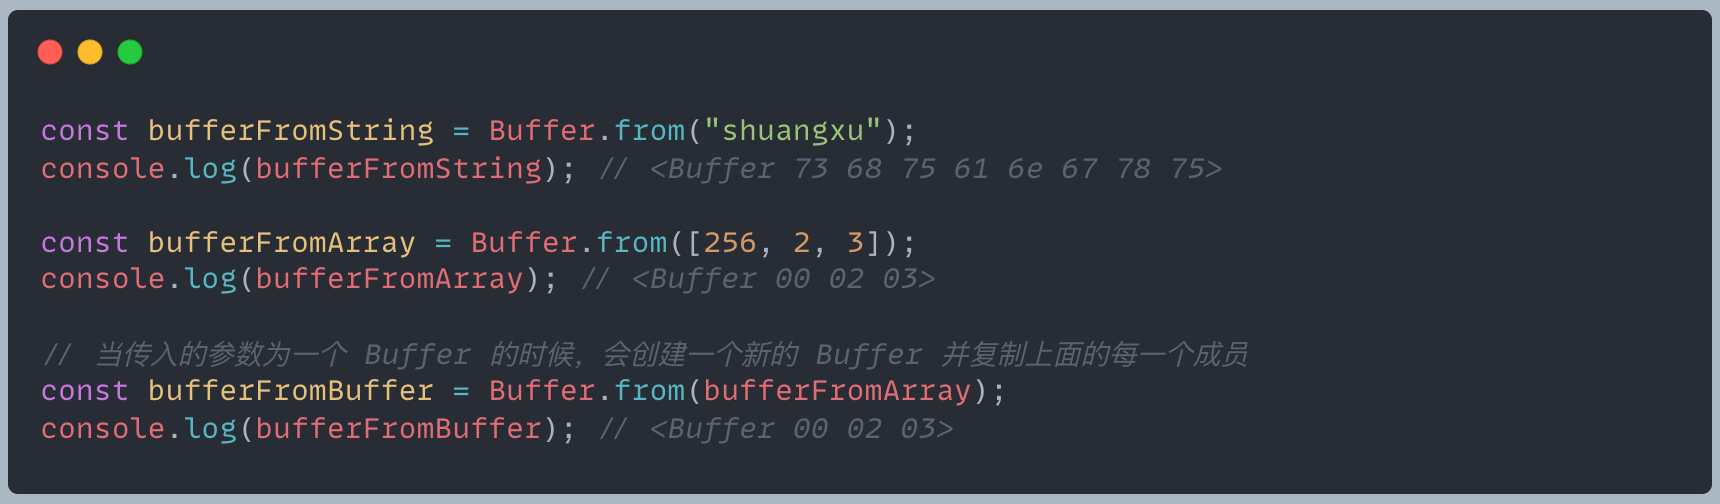 const bufferFromString = Buffer.from("shuangxu");
console.log(bufferFromString); // <Buffer 73 68 75 61 6e 67 78 75>
const bufferFromArray = Buffer.from([256, 2, 3]);
console.log(bufferFromArray); // <Buffer 00 02 03>
// 当传入的参数为一个 Buffer 的时候，会创建一个新的 Buffer 并复制上面的每一个成员
const bufferFromBuffer = Buffer.from(bufferFromArray);
console.log(bufferFromBuffer); // <Buffer 00 02 03>